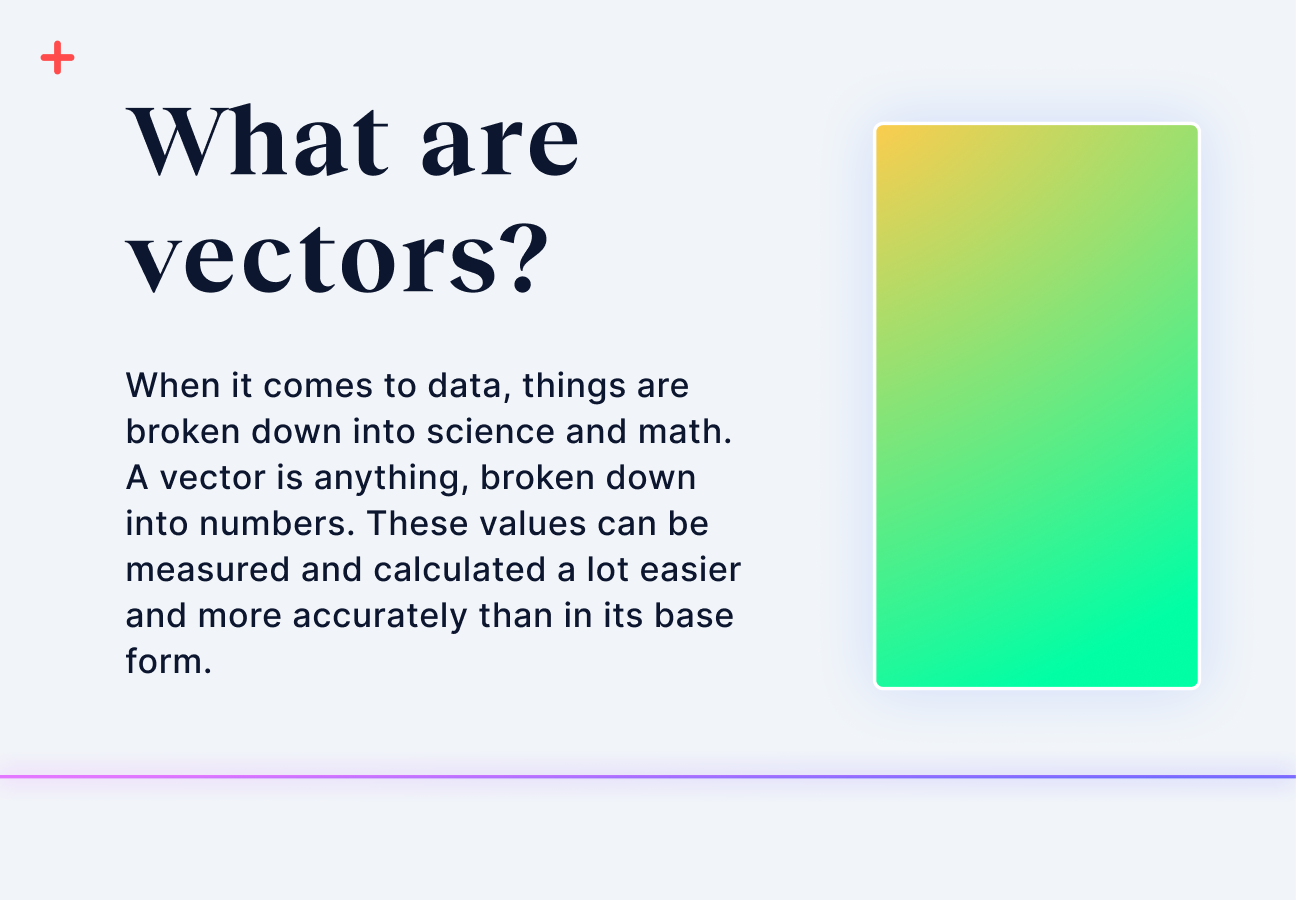 What are
vectors?
When it comes to data, things are
broken down into science and math.
A vector is anything, broken down
into numbers. These values can be
measured and calculated a lot easier
and more accurately than in its base
form.